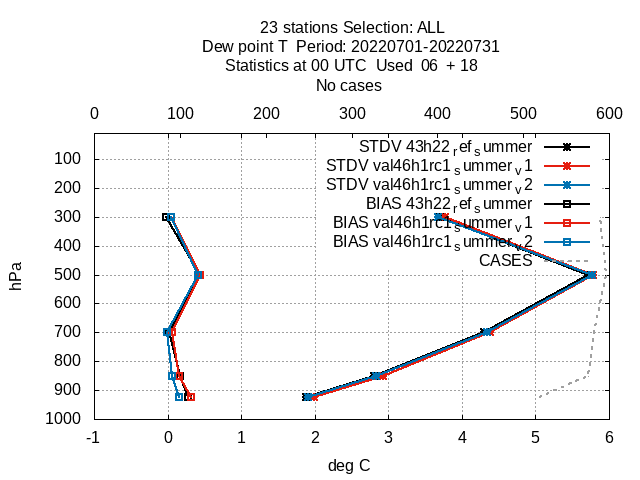 23 stations Selection: ALL
Dew point T  Period: 20220701-20220731
Statistics at 00 UTC  Used  06  + 18
No cases
0 100 200 300 400 500 600
STDV 43h22_ref_summer
STDV val46h1rc1_summer_v1
STDV val46h1rc1_summer_v2
BIAS 43h22_ref_summer
BIAS val46h1rc1_summer_v1
BIAS val46h1rc1_summer_v2
CASES
100
200
300
400
500
600
700
800
900
1000
hPa
-1 0 1 2 3 4 5 6
deg C